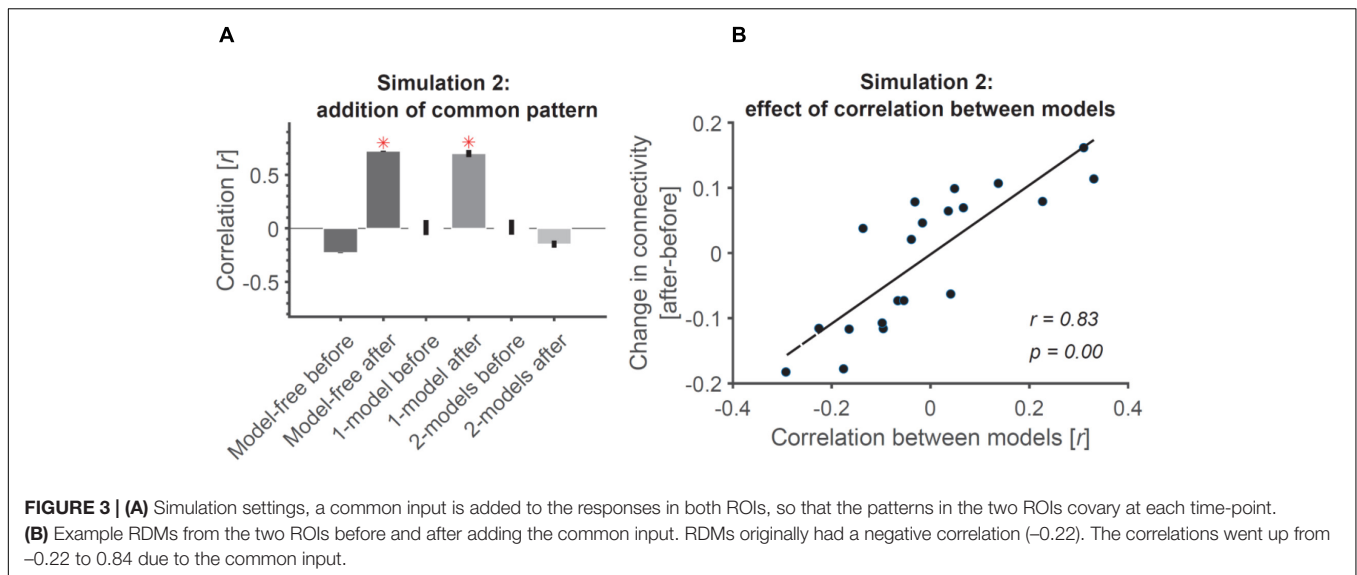 A
Simulation 2:
addition of common pattern
Correlation [r]
0.5
0
-0.5
Model-free before
Model-free after
1-model before
1-model after
2-models before
2-models after
B
Simulation 2:
effect of correlation between models
Change in connectivity
[after-before]
0.2
0.1
0
-0.1
-0.2
r = 0.83
p = 0.00
-0.4
-0.2
0
0.2
0.4
Correlation between models [r]
FIGURE 3 | (A) Simulation settings, a common input is added to the responses in both ROIs, so that the patterns in the two ROIs covary at each time-point.
(B) Example RDMs from the two ROIs before and after adding the common input. RDMs originally had a negative correlation (–0.22). The correlations went up from
–0.22 to 0.84 due to the common input.